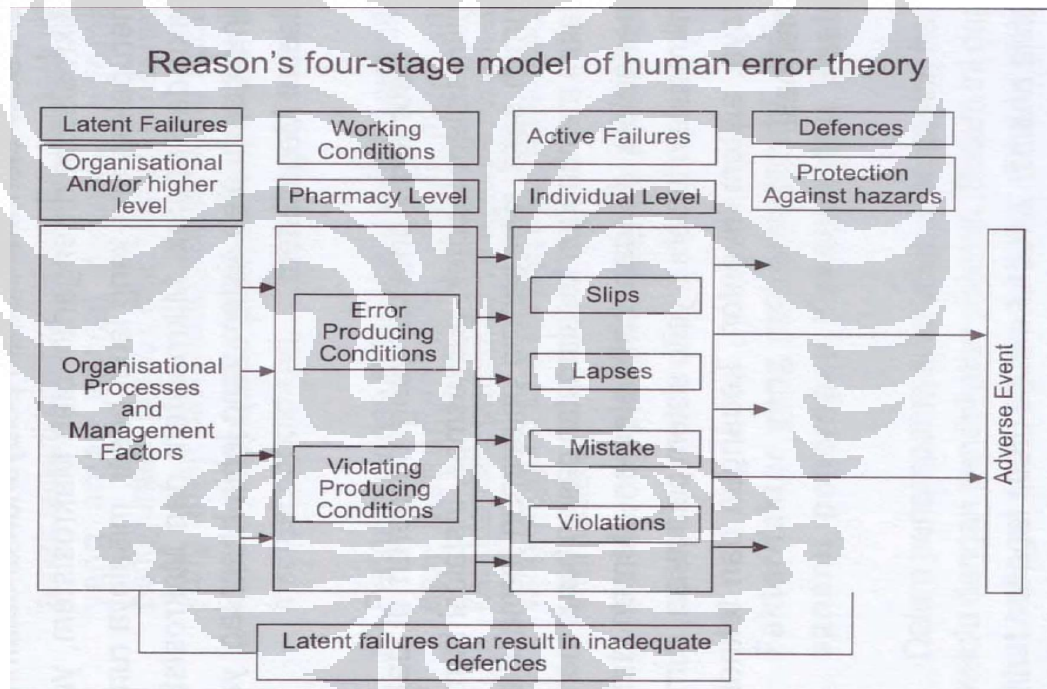 Reason's four-stage model of human error theory
Latent Failures
Organisational
And/or higher
level
Organisational
Processes
and
Management
Factors
Working
Conditions
Pharmacy Level
Error
Producing
Conditions
Violating
Producing
Conditions
Active Failures
Individual Level
Slips
Lapses
Mistake
Violations
Defences
Protection
Against hazards
Adverse Event
Latent failures can result in inadequate
defences